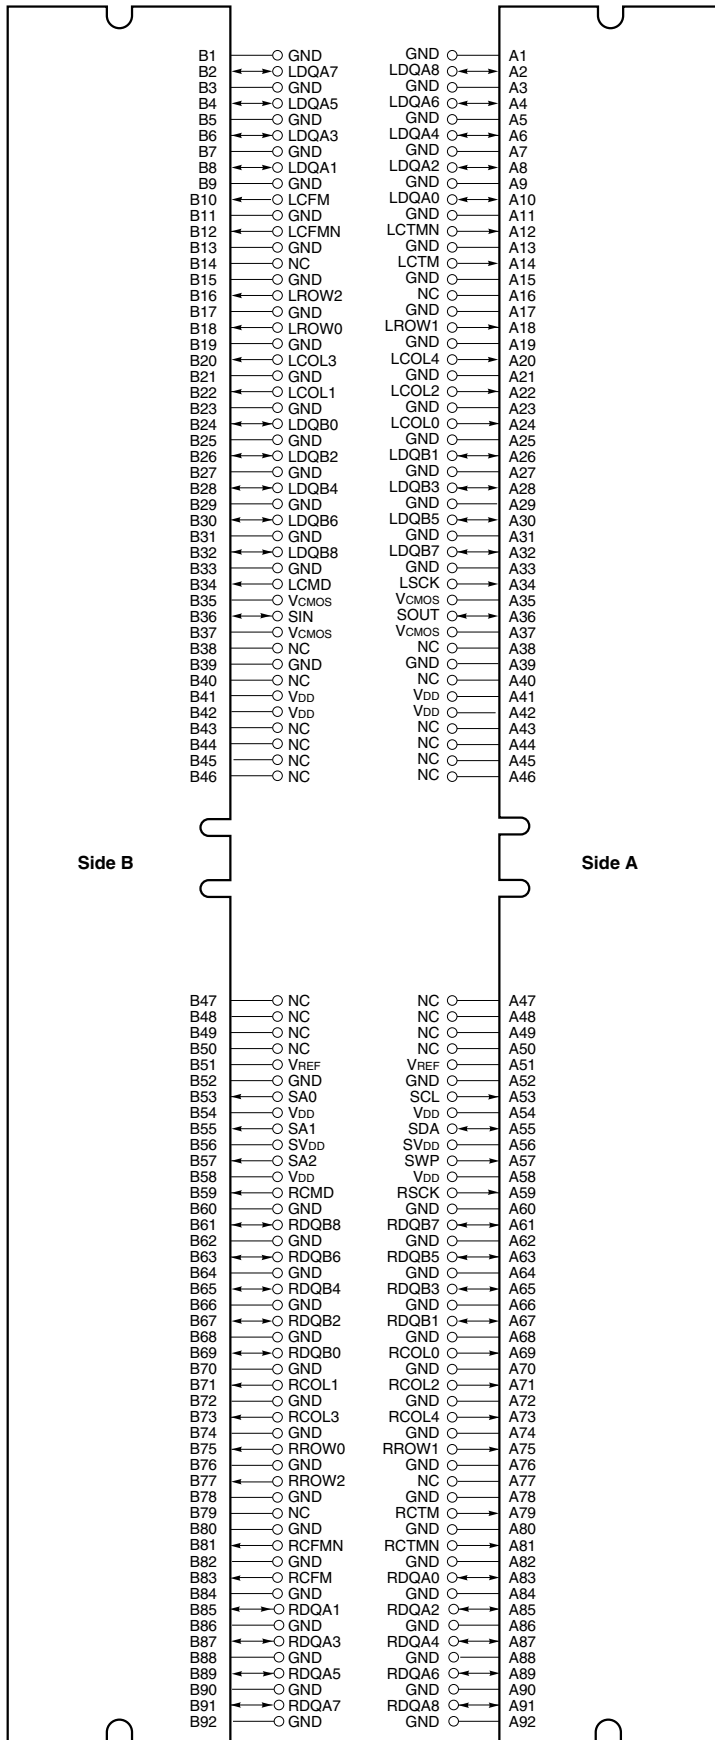 B1 GND GND A1
B2 LDQA7 LDQA8 A2
B3 GND GND A3
B4 LDQA5 LDQA6 A4
B5 GND GND A5
B6 LDQA3 LDQA4 A6
B7 GND GND A7
B8 LDQA1 LDQA2 A8
B9 GND GND A9
B10 LCFM LDQA0 A10
B11 GND GND A11
B12 LCFMN LCTMN A12
B13 GND GND A13
B14 NC LCTM A14
B15 GND GND A15
B16 LROW2 NC A16
B17 GND GND A17
B18 LROW0 LROW1 A18
B19 GND GND A19
B20 LCOL3 LCOL4 A20
B21 GND GND A21
B22 LCOL1 LCOL2 A22
B23 GND GND A23
B24 LDQB0 LCOL0 A24
B25 GND GND A25
B26 LDQB2 LDQB1 A26
B27 GND GND A27
B28 LDQB4 LDQB3 A28
B29 GND GND A29
B30 LDQB6 LDQB5 A30
B31 GND GND A31
B32 LDQB8 LDQB7 A32
B33 GND GND A33
B34 LCMD LSCK A34
B35 VCMOS VCMOS A35
B36 SIN SOUT A36
B37 VCMOS VCMOS A37
B38 NC NC A38
B39 GND GND A39
B40 NC NC A40
B41 VDD VDD A41
B42 VDD VDD A42
B43 NC NC A43
B44 NC NC A44
B45 NC NC A45
B46 NC NC A46
Side B Side A
B47 NC NC A47
B48 NC NC A48
B49 NC NC A49
B50 NC NC A50
B51 VREF VREF A51
B52 GND GND A52
B53 SA0 SCL A53
B54 VDD VDD A54
B55 SA1 SDA A55
B56 SVDD SVDD A56
B57 SA2 SWP A57
B58 VDD VDD A58
B59 RCMD RSCK A59
B60 GND GND A60
B61 RDQB8 RDQB7 A61
B62 GND GND A62
B63 RDQB6 RDQB5 A63
B64 GND GND A64
B65 RDQB4 RDQB3 A65
B66 GND GND A66
B67 RDQB2 RDQB1 A67
B68 GND GND A68
B69 RDQB0 RCOL0 A69
B70 GND GND A70
B71 RCOL1 RCOL2 A71
B72 GND GND A72
B73 RCOL3 RCOL4 A73
B74 GND GND A74
B75 RROW0 RROW1 A75
B76 GND GND A76
B77 RROW2 NC A77
B78 GND GND A78
B79 NC RCTM A79
B80 GND GND A80
B81 RCFMN RCTMN A81
B82 GND GND A82
B83 RCFM RDQA0 A83
B84 GND GND A84
B85 RDQA1 RDQA2 A85
B86 GND GND A86
B87 RDQA3 RDQA4 A87
B88 GND GND A88
B89 RDQA5 RDQA6 A89
B90 GND GND A90
B91 RDQA7 RDQA8 A91
B92 GND GND A92